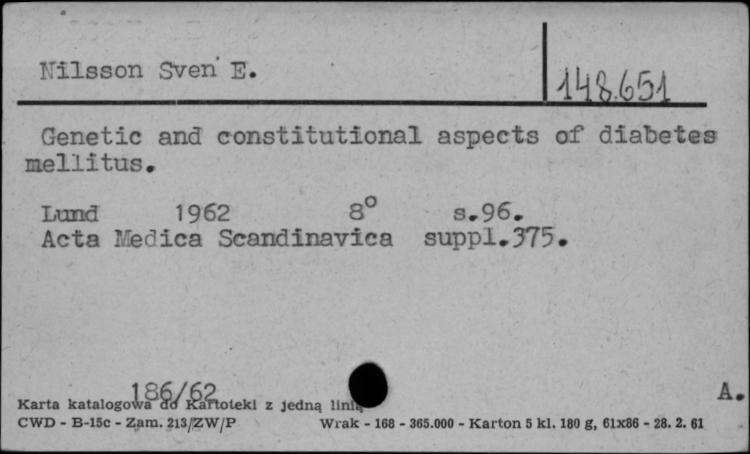 Nilsson Sven E.
148.651
Genetic and constitutional aspects of diabetes
mellitus.
Lund 1962 8° s.96.
Acta Medica Scandinavica suppl.375.
186/62
A.
Karta katalogowa do Kartoteki z jedną linią
CWD - B-15c - Zam. 213/ZW/P Wrak - 168 - 365.000 - Karton 5 kl. 180 g, 61x86 - 28. 2. 61